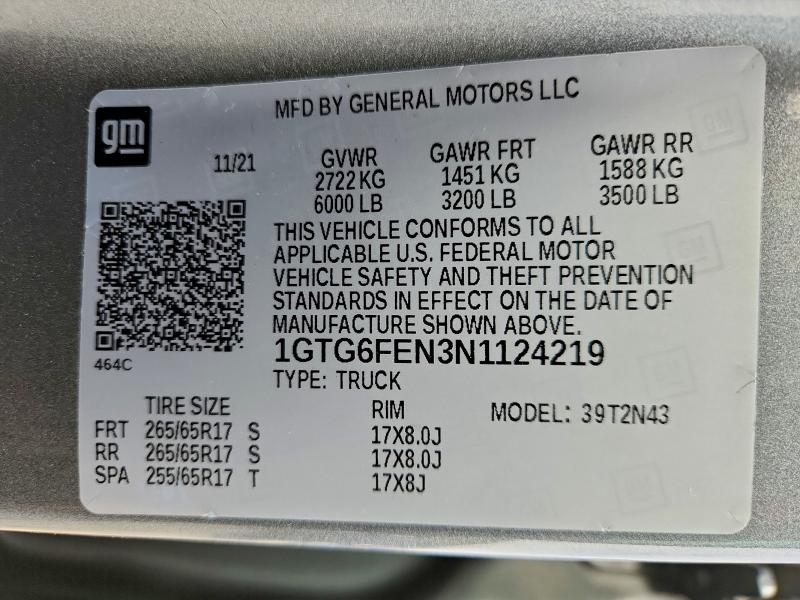 MFD BY GENERAL MOTORS LLC
gm
11/21 GVWR GAWR FRT GAWR RR
2722 KG 1451 KG 1588 KG
6000 LB 3200 LB 3500 LB
THIS VEHICLE CONFORMS TO ALL
APPLICABLE U.S. FEDERAL MOTOR
VEHICLE SAFETY AND THEFT PREVENTION
STANDARDS IN EFFECT ON THE DATE OF
MANUFACTURE SHOWN ABOVE.
464C
1GTG6FEN3N1124219
TYPE: TRUCK
TIRE SIZE RIM MODEL: 39T2N43
FRT 265/65R17 S 17X8.0J
RR 265/65R17 S 17X8.0J
SPA 255/65R17 T 17X8J